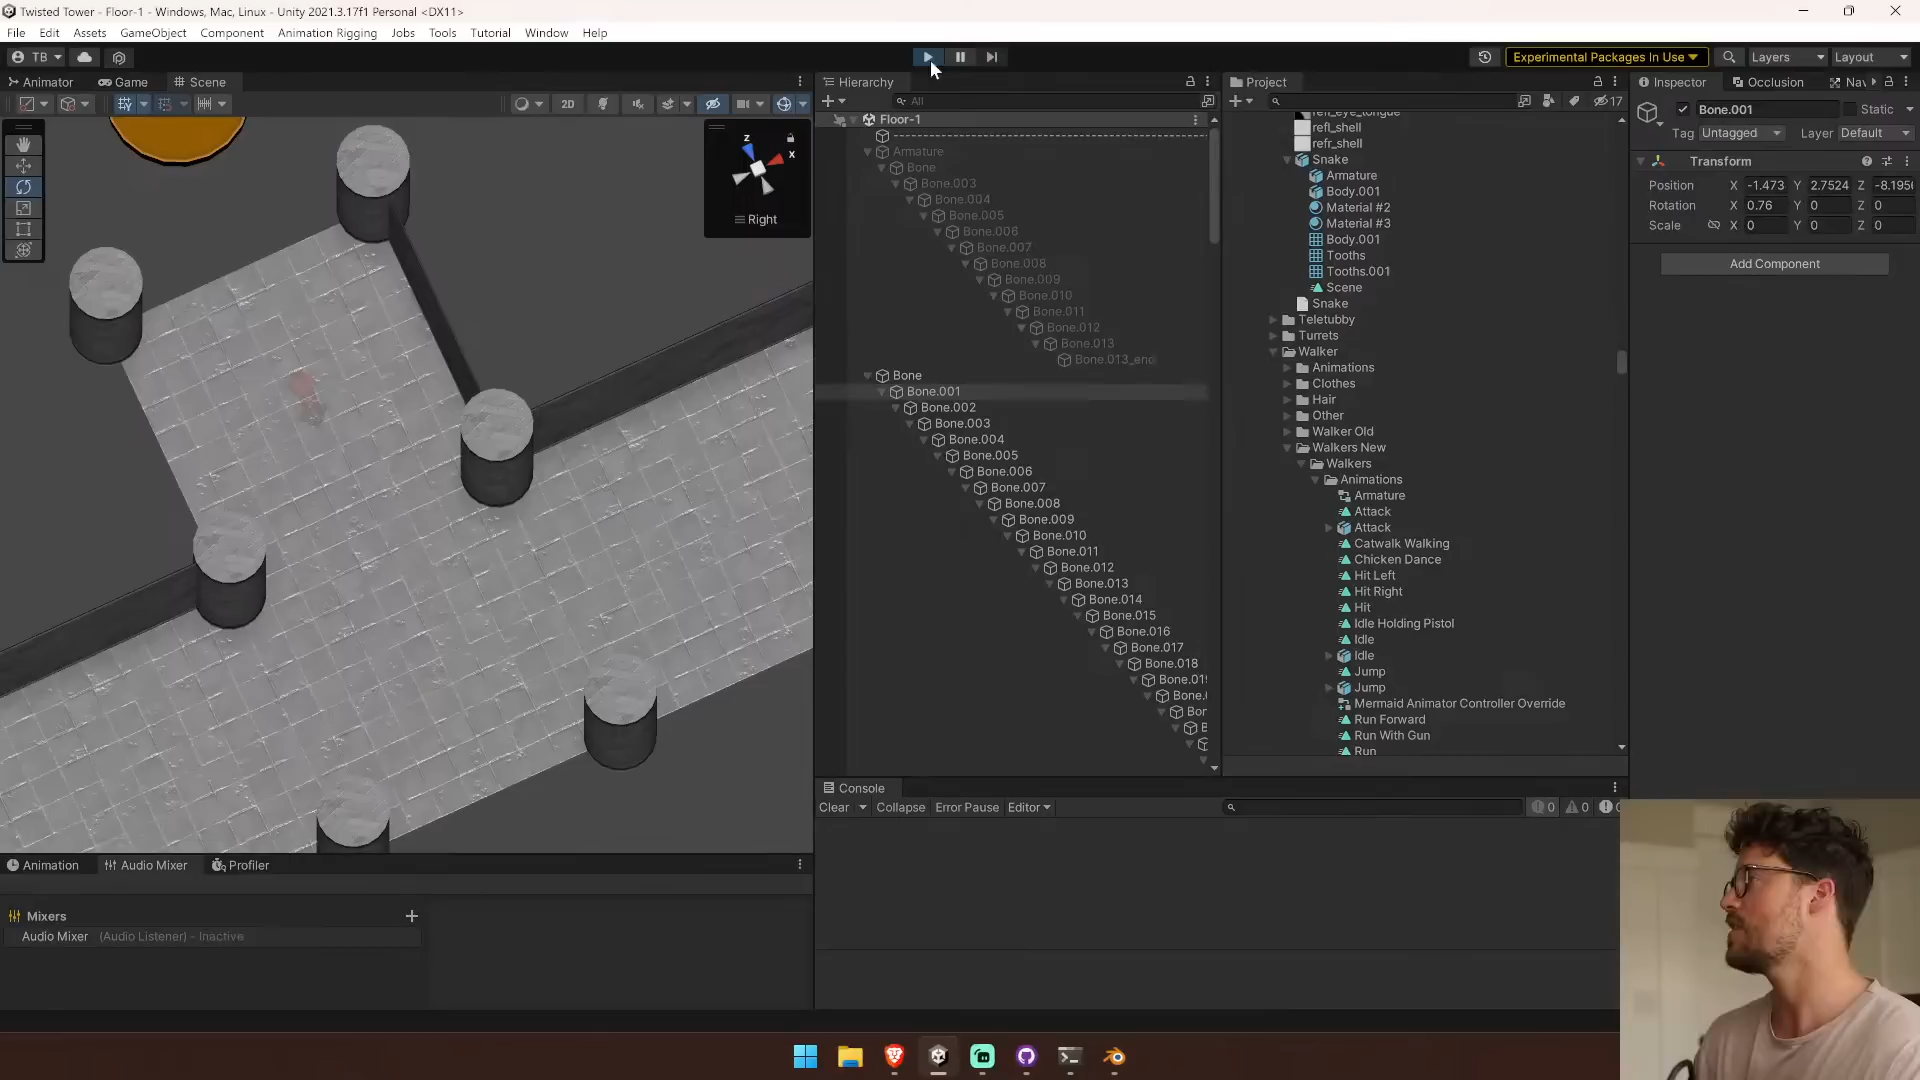 Twisted Tower - Floor-1 - Windows, Mac, Linux - Unity 2021.3.17f1 Personal <DX11>
File Edit Assets GameObject Component Animation Rigging Jobs Tools Tutorial Window Help
TB
Experimental Packages In Use
Layers
Layout
Animator
Game
Scene
2D
z
x
Right
Hierarchy
All
Floor-1
Armature
Bone
Bone.003
Bone.004
Bone.005
Bone.006
Bone.007
Bone.008
Bone.009
Bone.010
Bone.011
Bone.012
Bone.013
Bone.013_end
Bone
Bone.001
Bone.002
Bone.003
Bone.004
Bone.005
Bone.006
Bone.007
Bone.008
Bone.009
Bone.010
Bone.011
Bone.012
Bone.013
Bone.014
Bone.015
Bone.016
Bone.017
Bone.018
Project
17
refl_eye_tongue
refl_shell
refr_shell
Snake
Armature
Body.001
Material #2
Material #3
Body.001
Tooths
Tooths.001
Scene
Snake
Teletubby
Turrets
Walker
Animations
Clothes
Hair
Other
Walker Old
Walkers New
Walkers
Animations
Armature
Attack
Attack
Catwalk Walking
Chicken Dance
Hit Left
Hit Right
Hit
Idle Holding Pistol
Idle
Idle
Jump
Jump
Mermaid Animator Controller Override
Run Forward
Run With Gun
Run
Inspector
Occlusion
Bone.001
Static
Tag Untagged Layer Default
Transform
Position X -1.473 Y 2.7524 Z
Rotation X 0.76 Y 0 Z 0
Scale X 0 Y 0 Z 0
Add Component
Console
Clear Collapse Error Pause Editor
0 0
Animation
Audio Mixer
Profiler
Mixers
Audio Mixer (Audio Listener) - Inactive